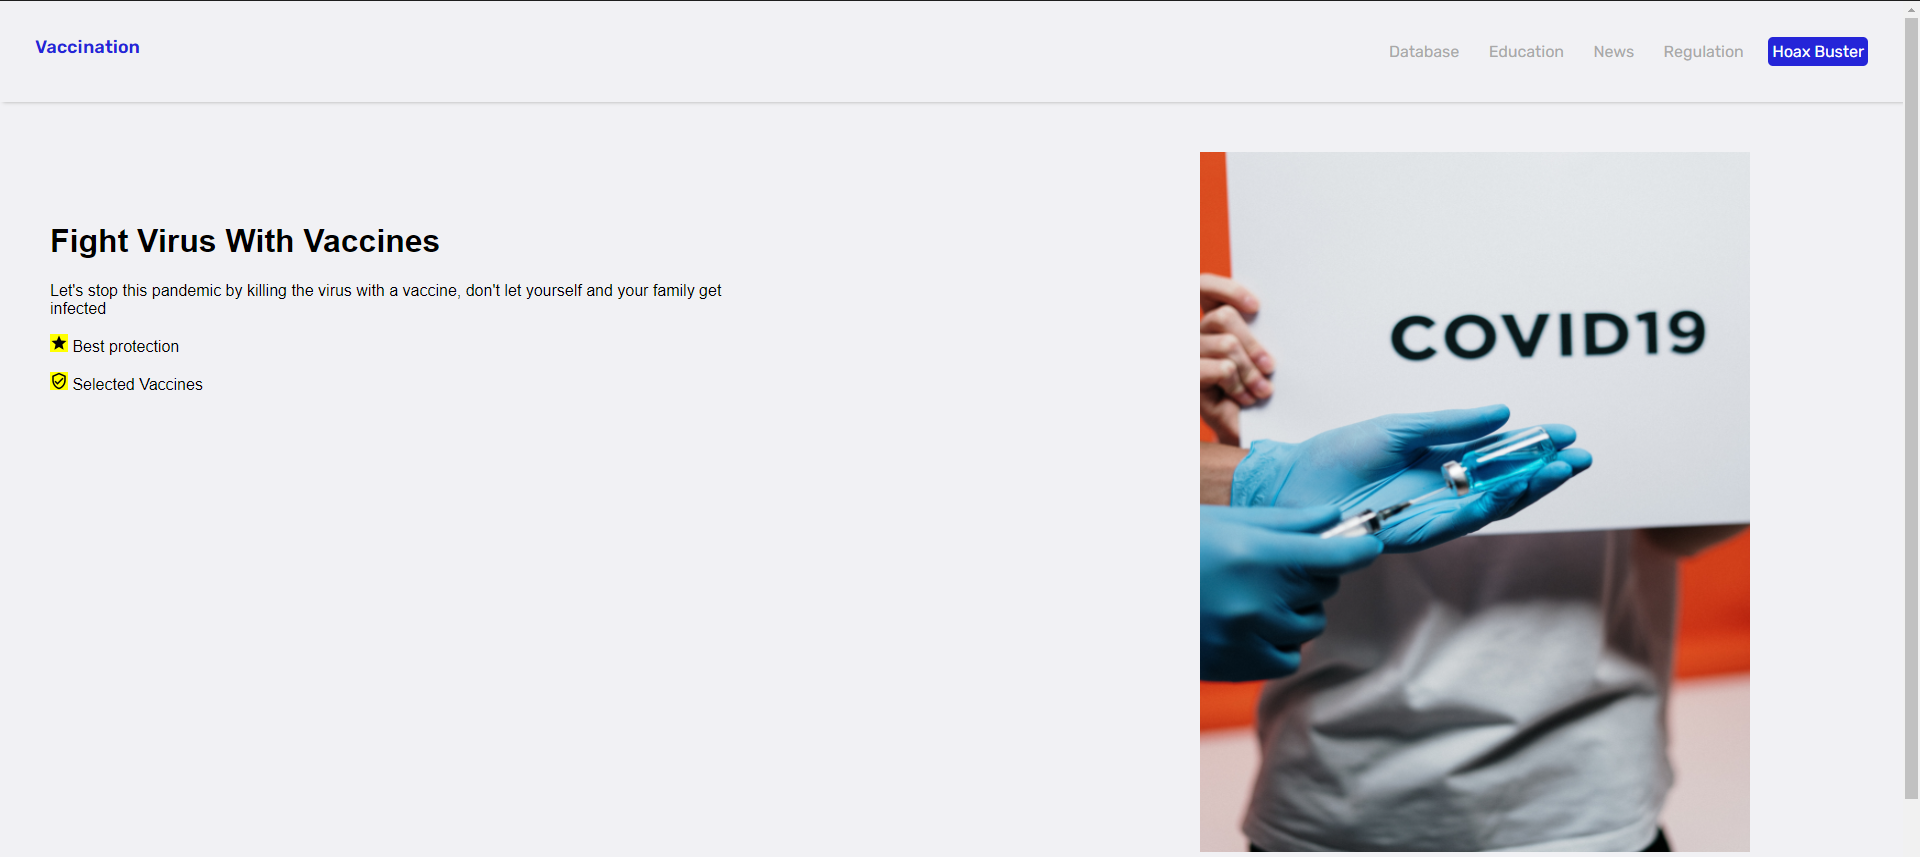 Vaccination
Database
Education
News
Regulation
Hoax Buster
Fight Virus With Vaccines
Let's stop this pandemic by killing the virus with a vaccine, don't let yourself and your family get
infected
Best protection
Selected Vaccines
COVID19